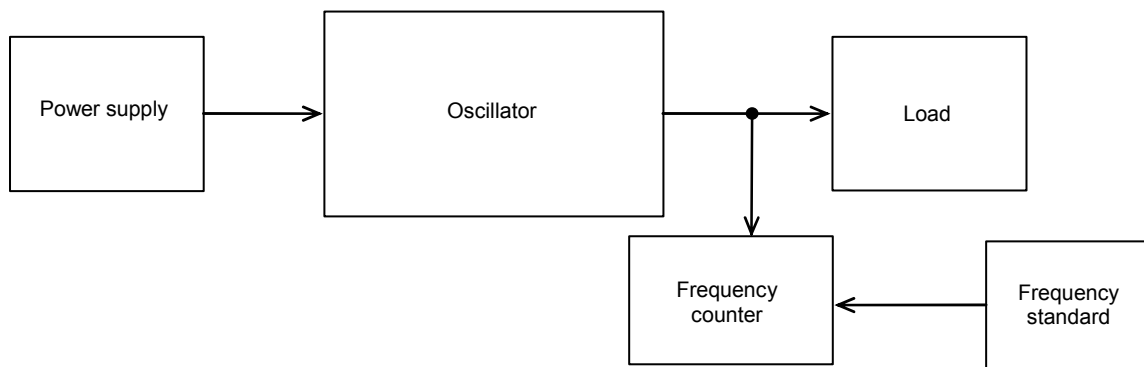 Power supply
Oscillator
Load
Frequency
counter
Frequency
standard